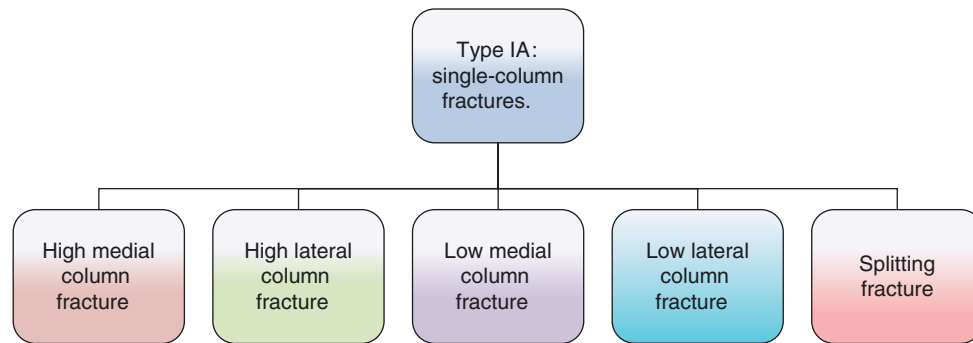 Type IA:
single-column
fractures.
High medial
column
fracture
High lateral
column
fracture
Low medial
column
fracture
Low lateral
column
fracture
Splitting
fracture